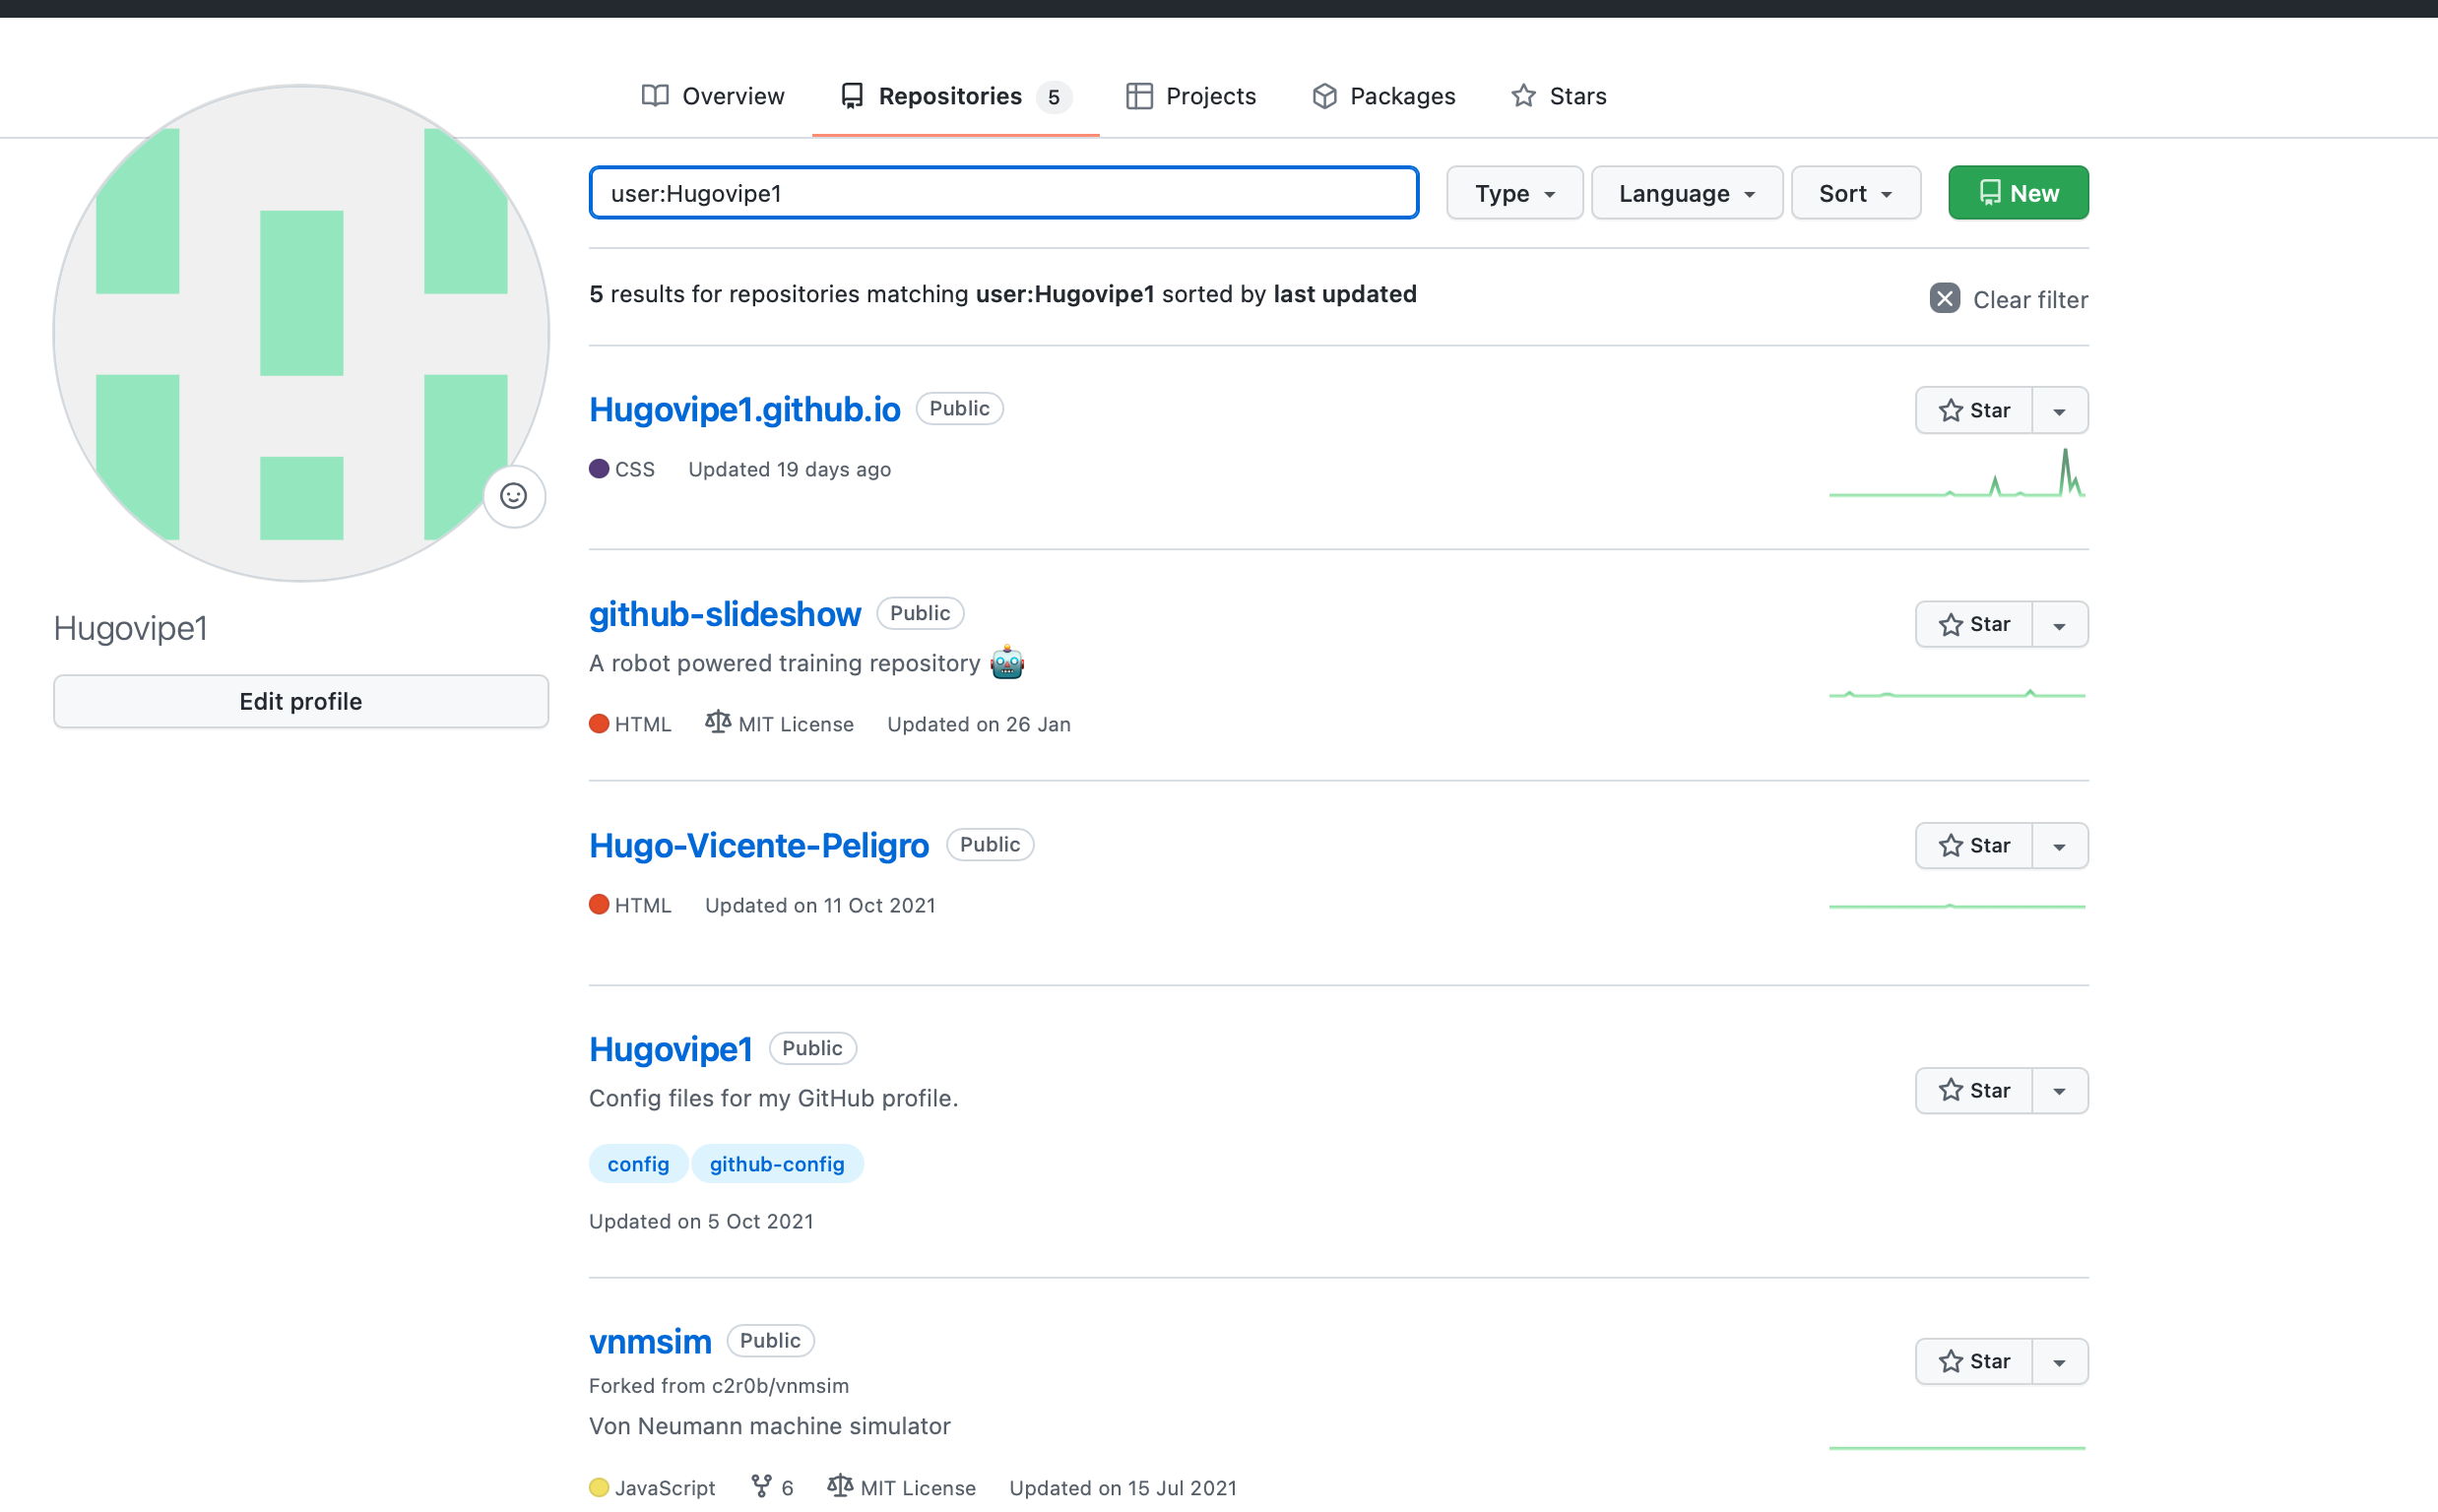 Overview Repositories 5 Projects Packages Stars
user:Hugovipe1 Type Language Sort New
5 results for repositories matching user:Hugovipe1 sorted by last updated Clear filter
Hugovipe1
Edit profile
Hugovipe1.github.io Public Star
CSS Updated 19 days ago
github-slideshow Public Star
A robot powered training repository
HTML MIT License Updated on 26 Jan
Hugo-Vicente-Peligro Public Star
HTML Updated on 11 Oct 2021
Hugovipe1 Public
Config files for my GitHub profile. Star
config github-config
Updated on 5 Oct 2021
vnmsim Public Star
Forked from c2r0b/vnmsim
Von Neumann machine simulator
JavaScript 6 MIT License Updated on 15 Jul 2021